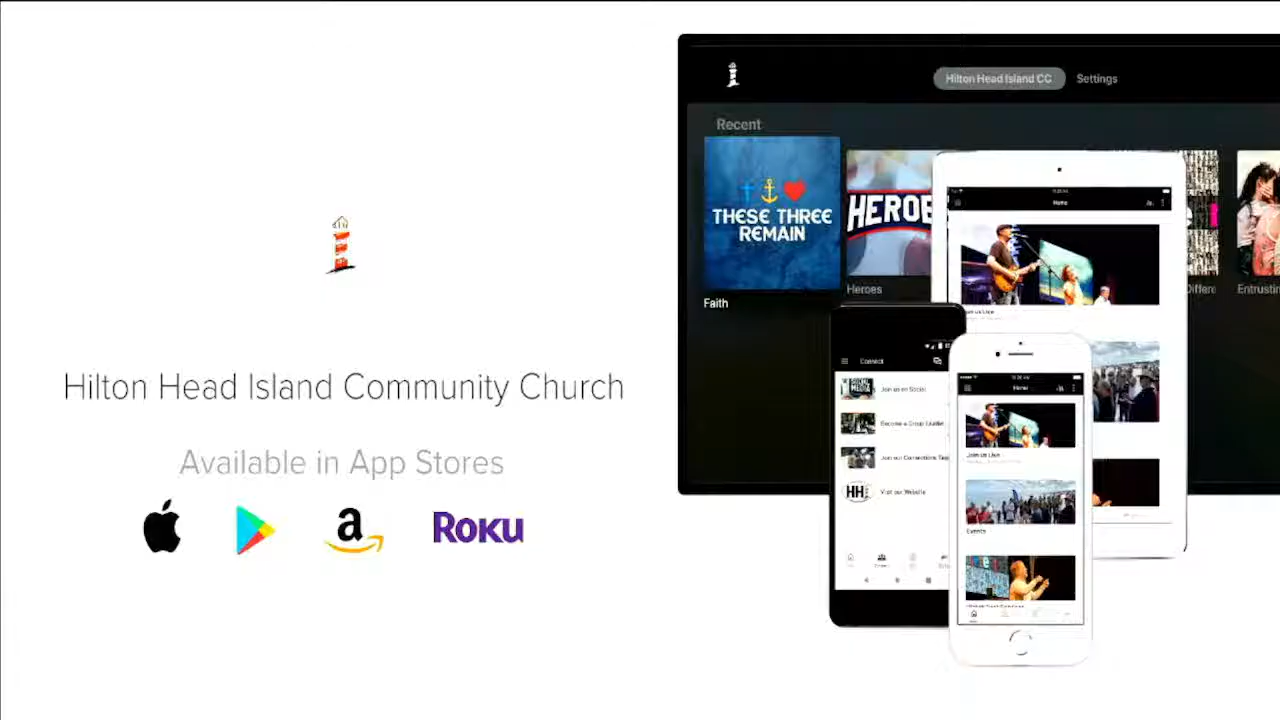 Hilton Head Island Community Church
Available in App Stores
a
ROKU
Hilton Head Island CC
Settings
Recent
THESE THREE
REMAIN
Faith
HEROE
Heroes
Differe
Entrustin
Home
Join us Live
Connect
Join us on Social
Become a Group Leader
Join our Connections Tea
HH
Visit our Website
Home
Join us Live
Events